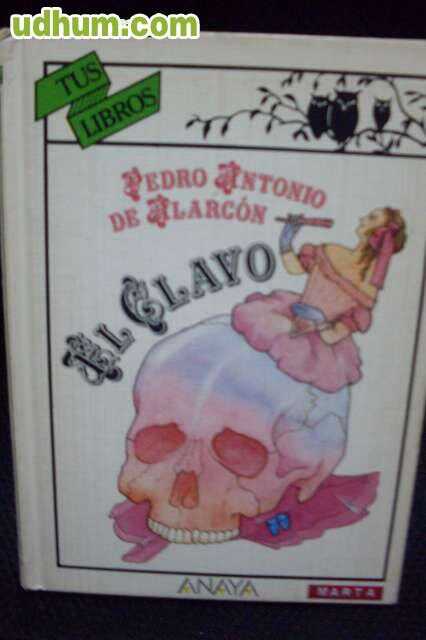 udhum.com
TUS
LIBROS
PEDRO ANTONIO
DE ALARCÓN
EL CLAVO
ANAYA
MARTA